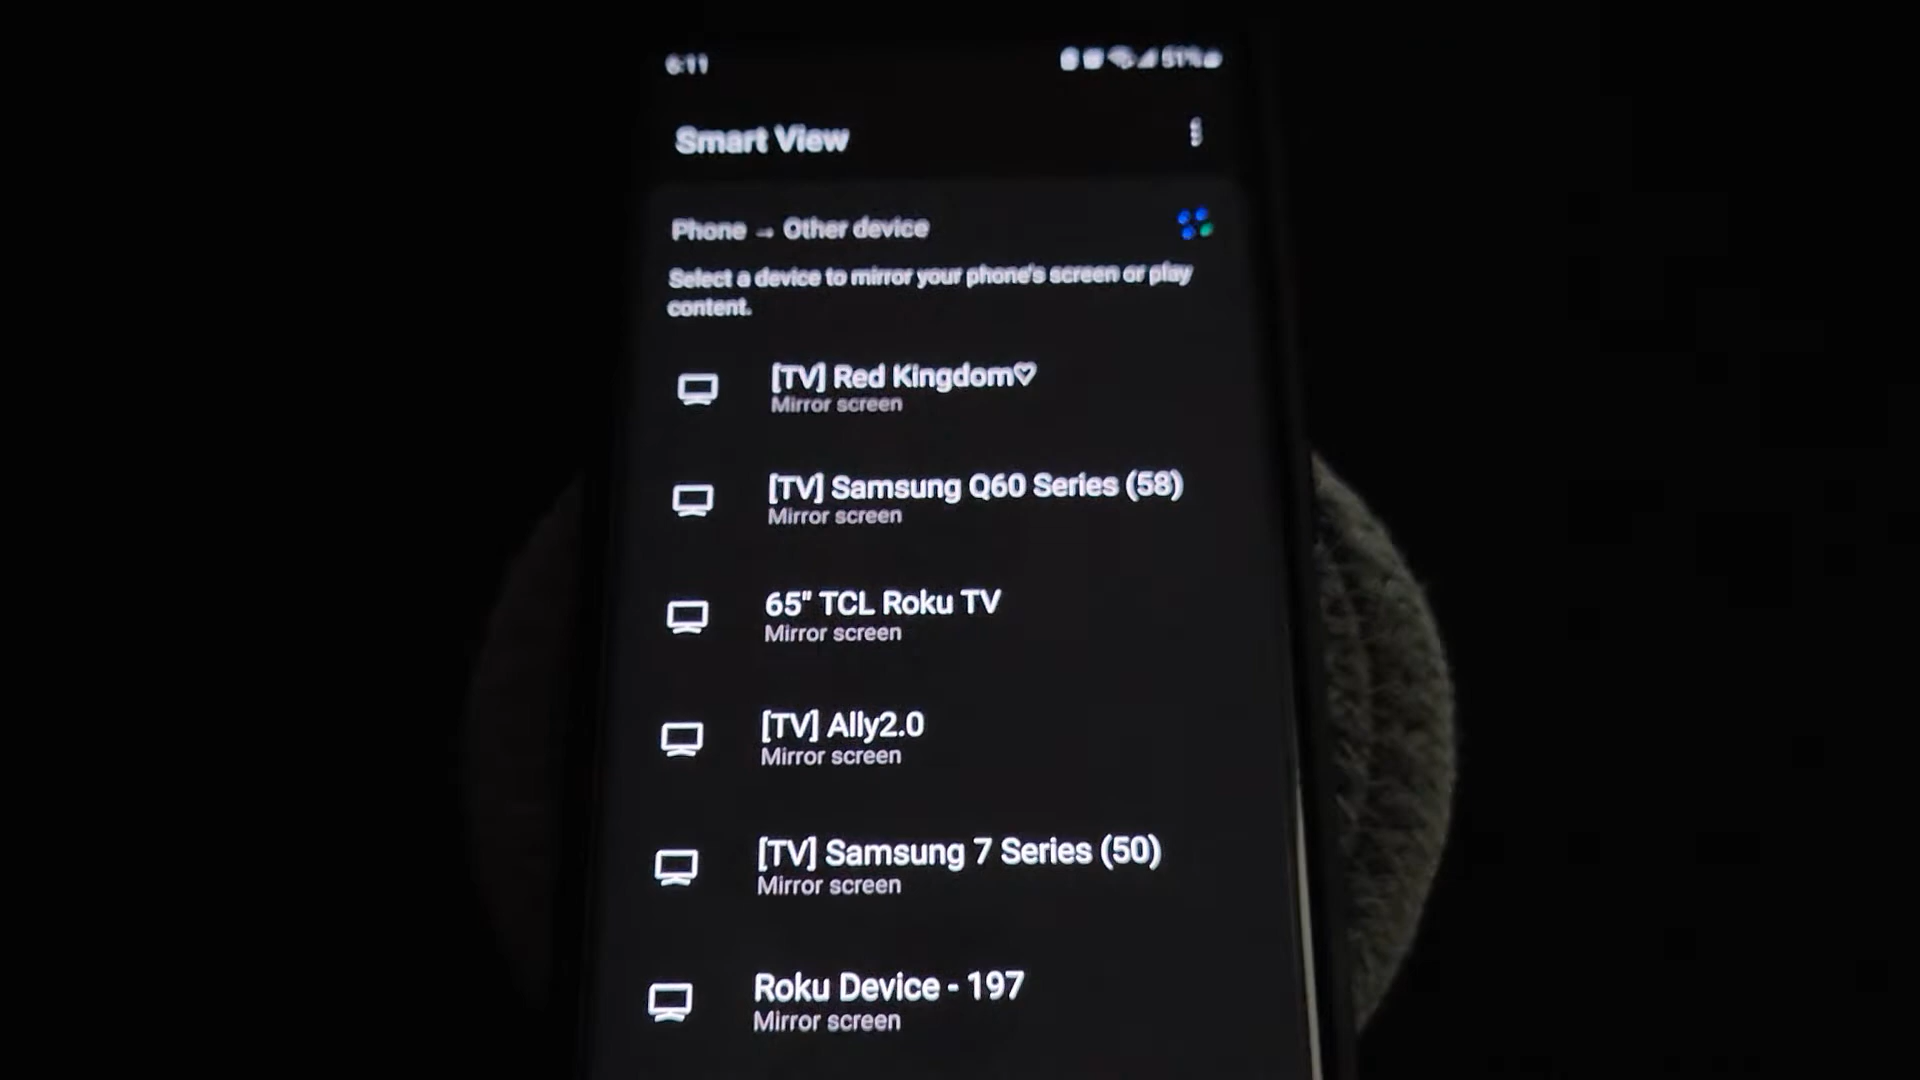 6:11
51%
Smart View
Phone → Other device
Select a device to mirror your phone's screen or play
content.
[TV] Red Kingdom♡
Mirror screen
[TV] Samsung Q60 Series (58)
Mirror screen
65" TCL Roku TV
Mirror screen
[TV] Ally2.0
Mirror screen
[TV] Samsung 7 Series (50)
Mirror screen
Roku Device - 197
Mirror screen